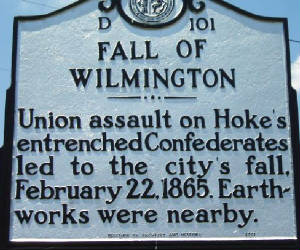 D 101
FALL OF
WILMINGTON
Union assault on Hoke's
entrenched Confederates
led to the city's fall,
February 22, 1865. Earth-
works were nearby.